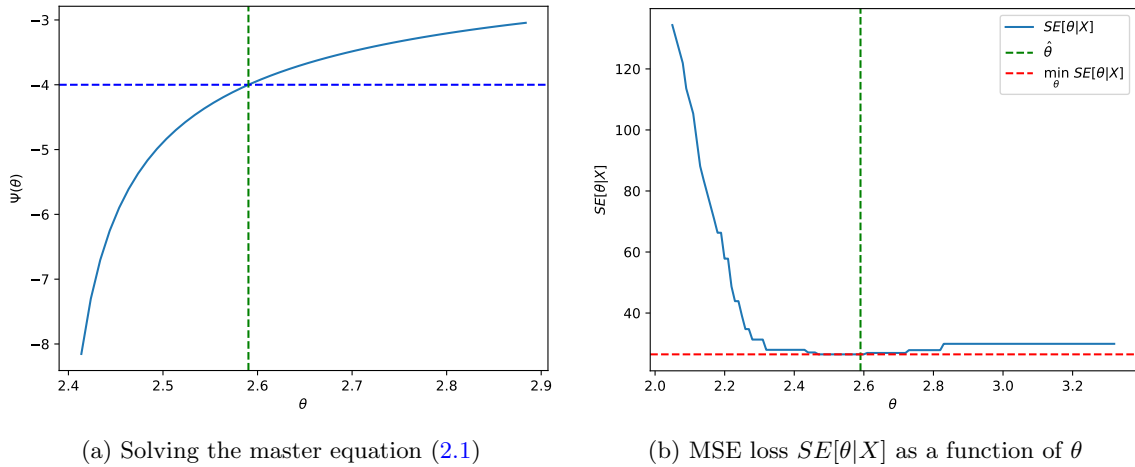 −3
−4
−5
−6
−7
−8
Ψ(θ)
2.4 2.5 2.6 2.7 2.8 2.9
θ
(a) Solving the master equation (2.1)
120
100
80
60
40
SE[θ|X]
2.0 2.2 2.4 2.6 2.8 3.0 3.2
θ
SE[θ|X]
θ̂
min SE[θ|X]
θ
(b) MSE loss SE[θ|X] as a function of θ